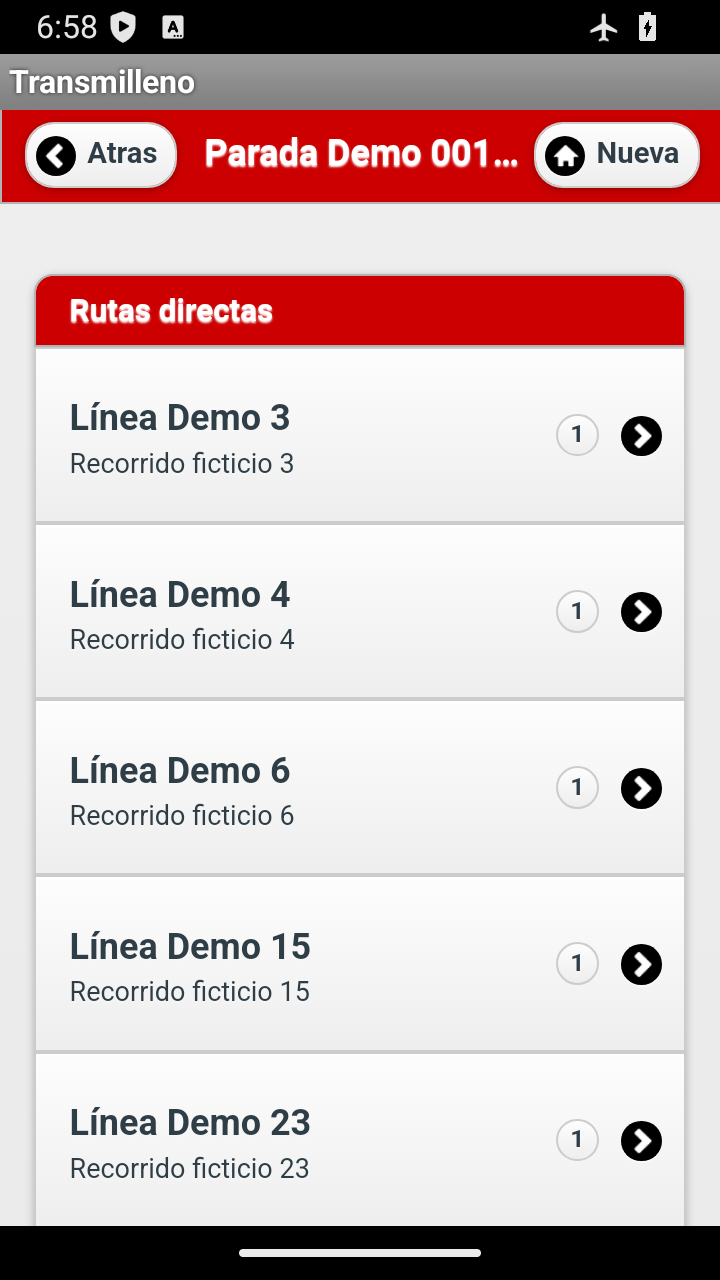 6:58
Transmilleno
Atras
Parada Demo 001...
Nueva
Rutas directas
Línea Demo 3
Recorrido ficticio 3
1
Línea Demo 4
Recorrido ficticio 4
1
Línea Demo 6
Recorrido ficticio 6
1
Línea Demo 15
Recorrido ficticio 15
1
Línea Demo 23
Recorrido ficticio 23
1